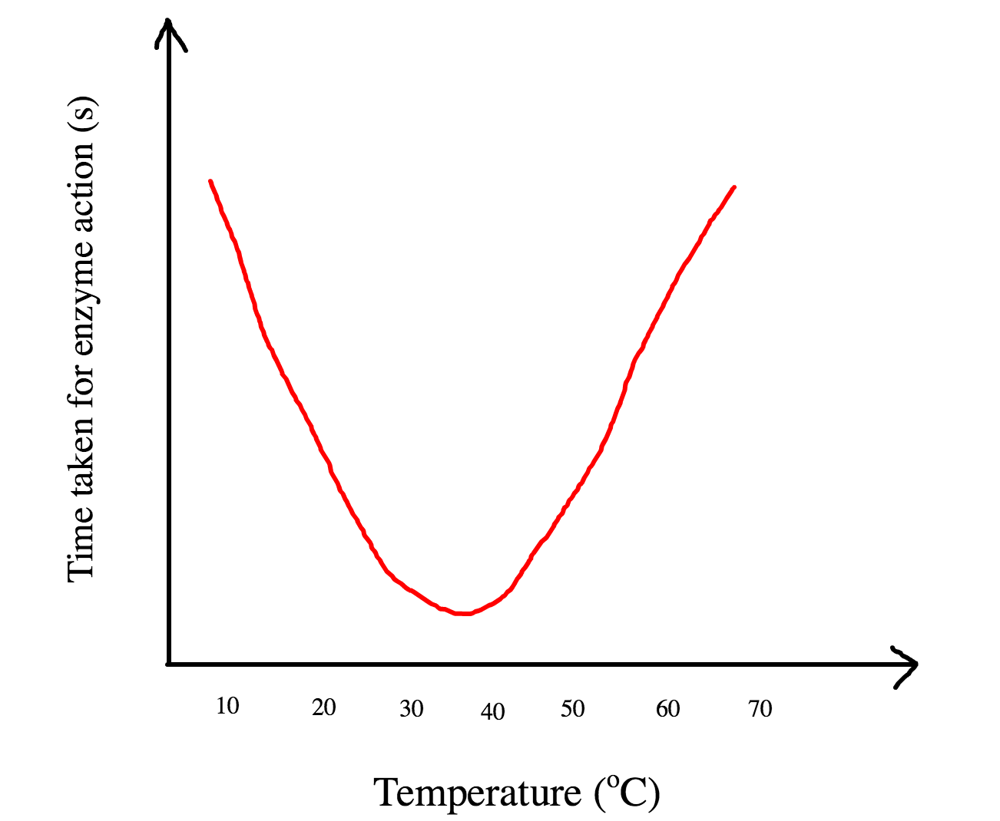 Time taken for enzyme action (s)
10 20 30 40 50 60 70
Temperature (°C)